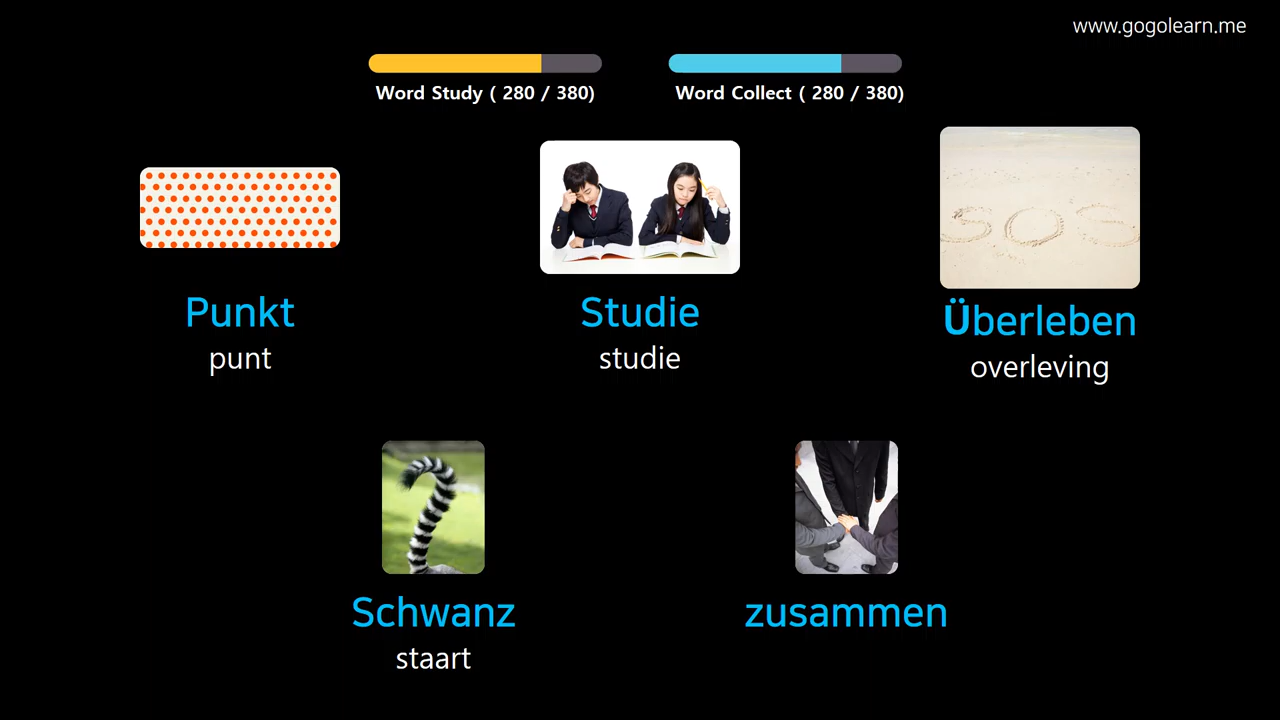 www.gogolearn.me
Word Study ( 280 / 380)
Word Collect ( 280 / 380)
Punkt
punt
Studie
studie
SOS
Überleben
overleving
Schwanz
staart
zusammen